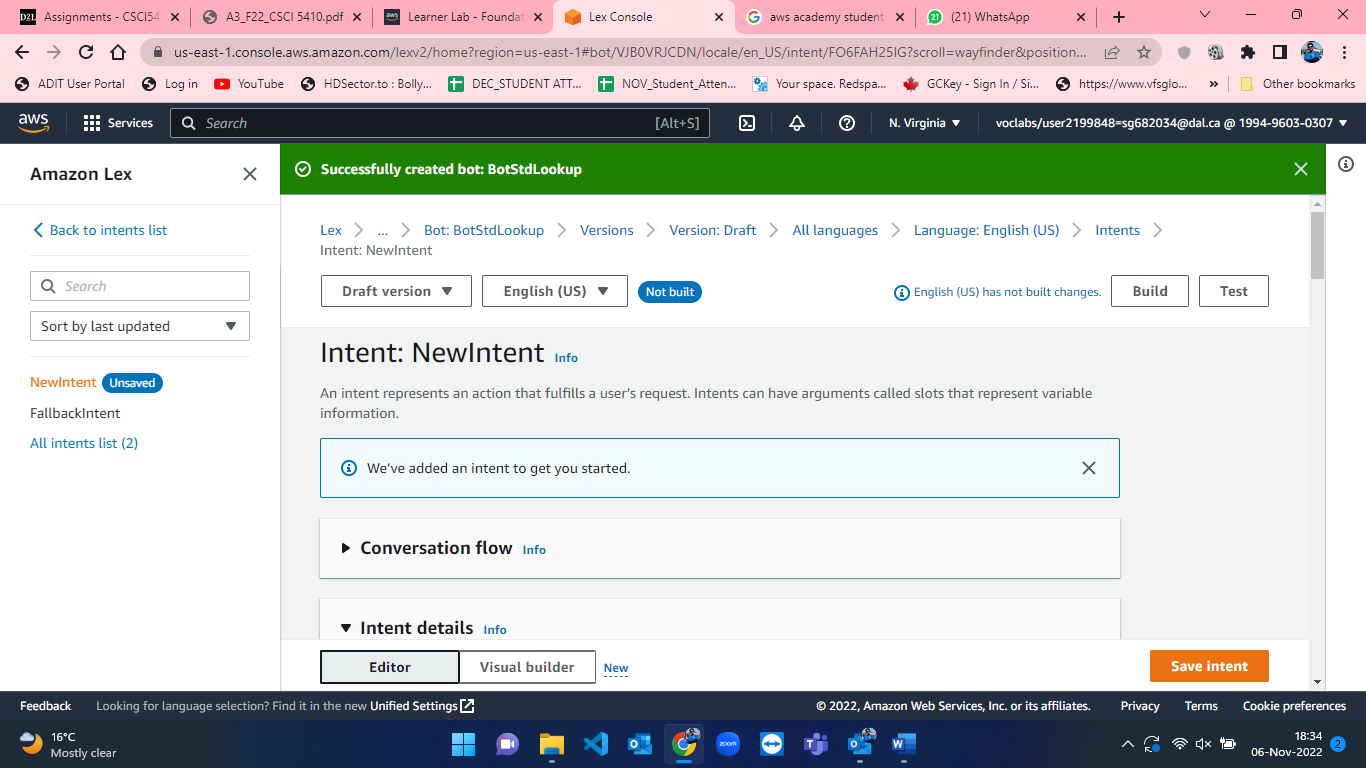 Assignments - CSCI54
A3_F22_CSCI 5410.pdf
Learner Lab - Foundat
Lex Console
aws academy student
(21) WhatsApp
us-east-1.console.aws.amazon.com/lexv2/home?region=us-east-1#bot/VJB0VRJCDN/locale/en_US/intent/FO6FAH25IG?scroll=wayfinder&position...
ADIT User Portal
Log in
YouTube
HDSector.to : Bolly...
DEC_STUDENT ATT...
NOV_Student_Atten...
Your space. Redspa...
GCKey - Sign In / Si...
https://www.vfsglo...
»
Other bookmarks
aws
Services
Search
[Alt+S]
N. Virginia
voclabs/user2199848=sg682034@dal.ca @ 1994-9603-0307
Amazon Lex
Successfully created bot: BotStdLookup
Back to intents list
Search
Sort by last updated
NewIntent Unsaved
FallbackIntent
All intents list (2)
Lex ... Bot: BotStdLookup Versions Version: Draft All languages Language: English (US) Intents
Intent: NewIntent
Draft version
English (US)
Not built
English (US) has not built changes.
Build
Test
Intent: NewIntent Info
An intent represents an action that fulfills a user's request. Intents can have arguments called slots that represent variable
information.
We've added an intent to get you started.
Conversation flow Info
Intent details Info
Editor
Visual builder
New
Save intent
Feedback
Looking for language selection? Find it in the new Unified Settings
© 2022, Amazon Web Services, Inc. or its affiliates.
Privacy
Terms
Cookie preferences
16°C
Mostly clear
zoom
18:34
06-Nov-2022
2